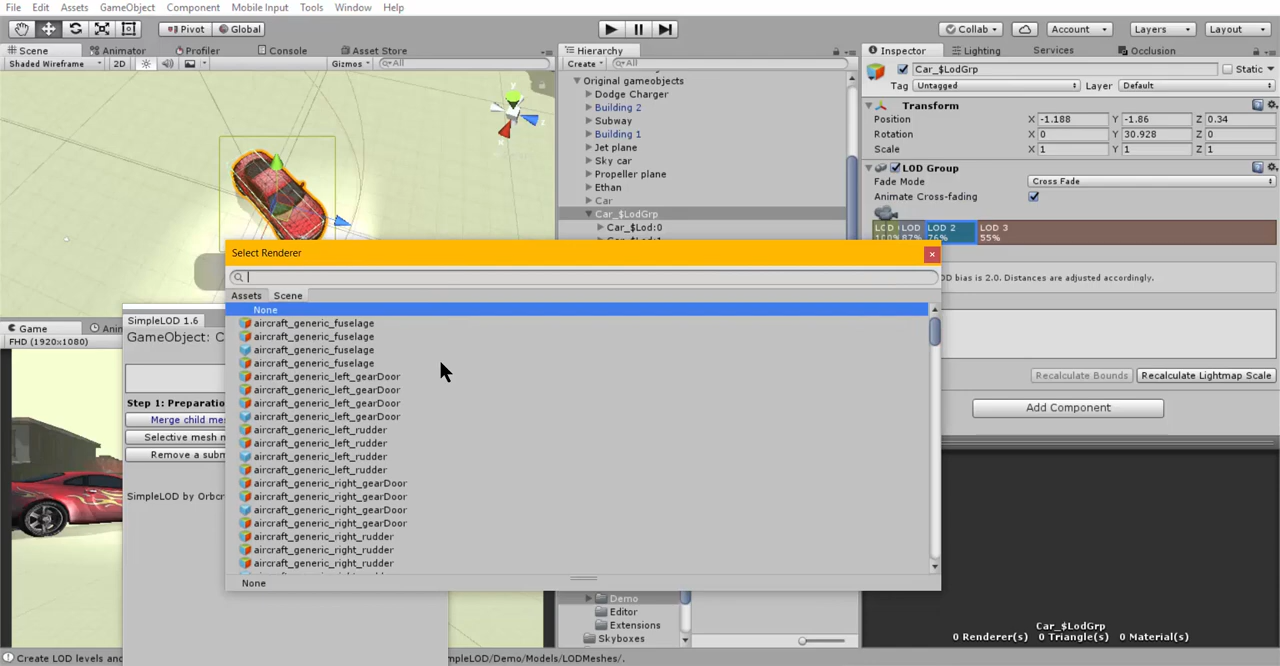 File Edit Assets GameObject Component Mobile Input Tools Window Help
Pivot Global Collab Account Layers Layout
Scene Animator Profiler Console Asset Store
Shaded Wireframe 2D Gizmos All
Hierarchy
Create All
Original gameobjects
Dodge Charger
Building 2
Subway
Building 1
Jet plane
Sky car
Propeller plane
Ethan
Car
Car_$LodGrp
Car_$Lod:0
Inspector Lighting Services Occlusion
Car_$LodGrp Static
Tag Untagged Layer Default
Transform
Position X -1.188 Y -1.86 Z 0.34
Rotation X 0 Y 30.928 Z 0
Scale X 1 Y 1 Z 1
LOD Group
Fade Mode Cross Fade
Animate Cross-fading
LOD LOD LOD 2 LOD 3
100% 87% 76% 55%
OD bias is 2.0. Distances are adjusted accordingly.
Recalculate Bounds Recalculate Lightmap Scale
Add Component
Select Renderer
Assets Scene
None
aircraft_generic_fuselage
aircraft_generic_fuselage
aircraft_generic_fuselage
aircraft_generic_fuselage
aircraft_generic_left_gearDoor
aircraft_generic_left_gearDoor
aircraft_generic_left_gearDoor
aircraft_generic_left_gearDoor
aircraft_generic_left_rudder
aircraft_generic_left_rudder
aircraft_generic_left_rudder
aircraft_generic_left_rudder
aircraft_generic_right_gearDoor
aircraft_generic_right_gearDoor
aircraft_generic_right_gearDoor
aircraft_generic_right_gearDoor
aircraft_generic_right_rudder
aircraft_generic_right_rudder
aircraft_generic_right_rudder
None
Game Ani
FHD (1920x1080)
SimpleLOD 1.6
GameObject: C
Step 1: Preparatio
Merge child me
Selective mesh m
Remove a subm
SimpleLOD by Orbcr
Demo
Editor
Extensions
Skyboxes
Car_$LodGrp
0 Renderer(s) 0 Triangle(s) 0 Material(s)
Create LOD levels and
mpleLOD/Demo/Models/LODMeshes/.